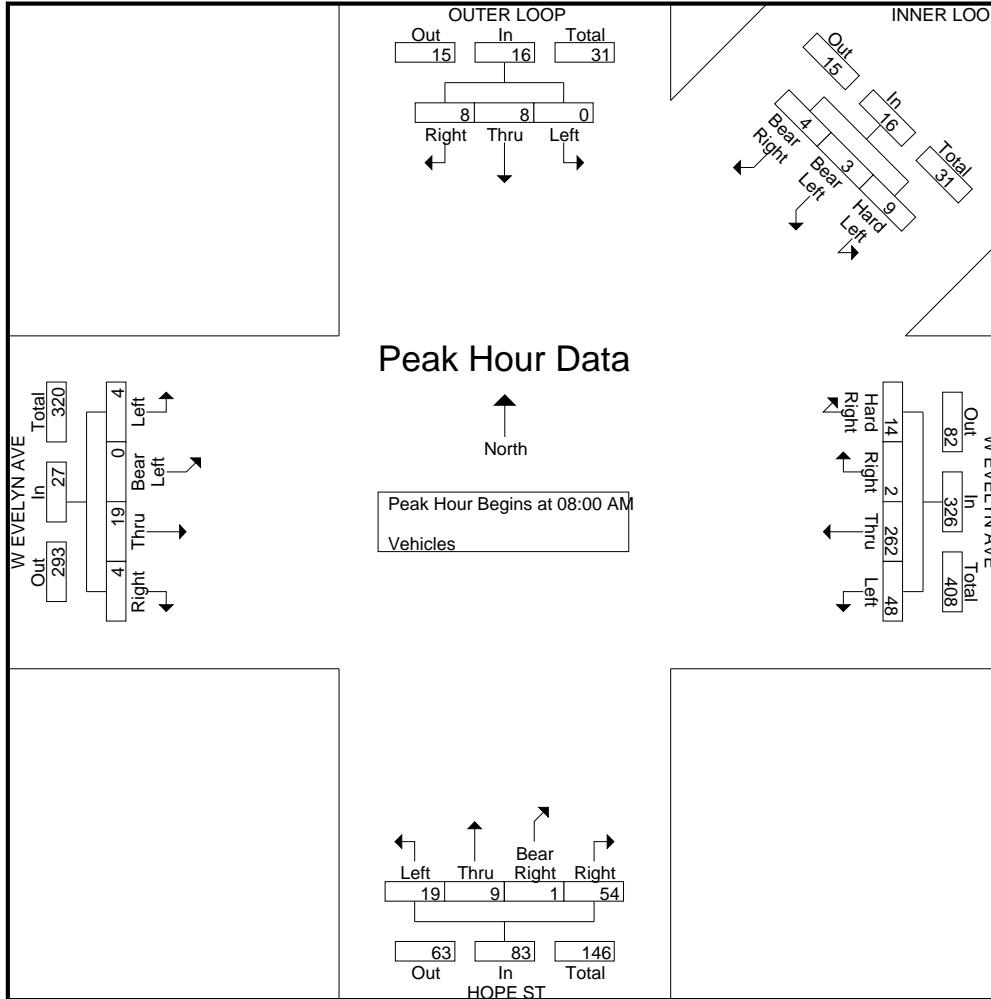 OUTER LOOP
Out In Total
15 16 31
8 8 0
Right Thru Left
INNER LOO
Out
15
In
16
Total
31
4 3 9
Bear Right
Bear Left
Hard Left
Peak Hour Data
North
Peak Hour Begins at 08:00 AM
Vehicles
W EVELYN AVE
Total 320
In 27
Out 293
4 Left
0 Bear Left
19 Thru
4 Right
Hard Right 14
Right 2
Thru 262
Left 48
Out 82
In 326
Total 408
W EVELYN AVE
Bear
Left Thru Right Right
19 9 1 54
63 83 146
Out In Total
HOPE ST